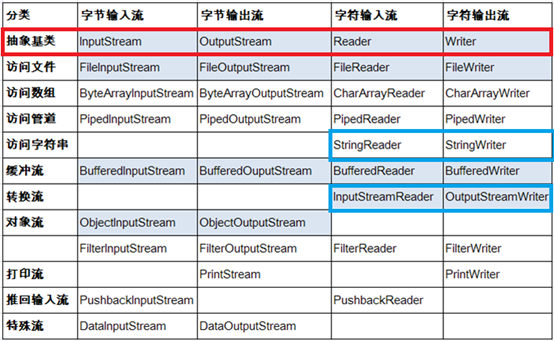 分类 字节输入流 字节输出流 字符输入流 字符输出流
抽象基类 InputStream OutputStream Reader Writer
访问文件 FileInputStream FileOutputStream FileReader FileWriter
访问数组 ByteArrayInputStream ByteArrayOutputStream CharArrayReader CharArrayWriter
访问管道 PipedInputStream PipedOutputStream PipedReader PipedWriter
访问字符串 StringReader StringWriter
缓冲流 BufferedInputStream BufferedOuputStream BufferedReader BufferedWriter
转换流 InputStreamReader OutputStreamWriter
对象流 ObjectInputStream ObjectOutputStream
FilterInputStream FilterOutputStream FilterReader FilterWriter
打印流 PrintStream PrintWriter
推回输入流 PushbackInputStream PushbackReader
特殊流 DataInputStream DataOutputStream